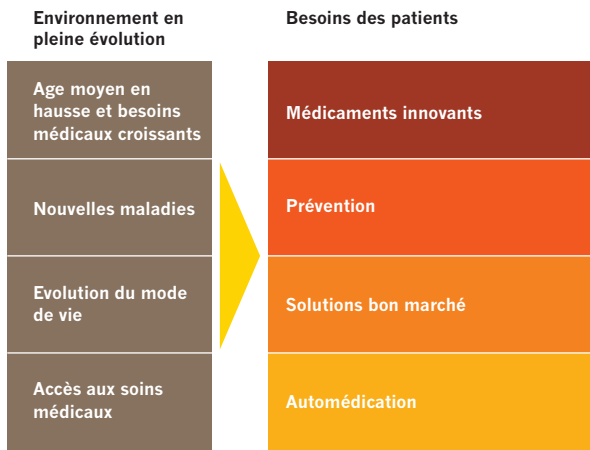 Environnement en
pleine évolution
Besoins des patients
Age moyen en
hausse et besoins
médicaux croissants
Médicaments innovants
Nouvelles maladies
Prévention
Evolution du mode
de vie
Solutions bon marché
Accès aux soins
médicaux
Automédication